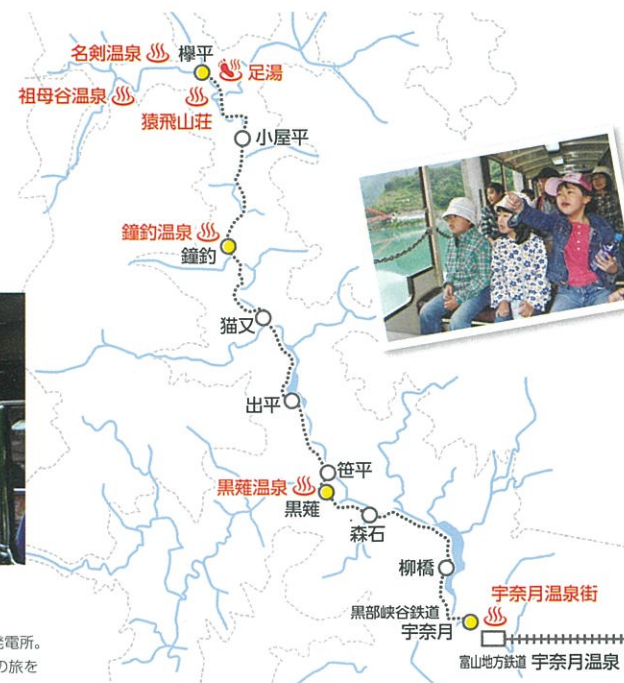 名剣温泉
欅平
足湯
祖母谷温泉
猿飛山荘
小屋平
鐘釣温泉
鐘釣
猫又
出平
笹平
黒薙温泉
黒薙
森石
柳橋
宇奈月温泉街
黒部峡谷鉄道
宇奈月
富山地方鉄道 宇奈月温泉
発電所。
の旅を